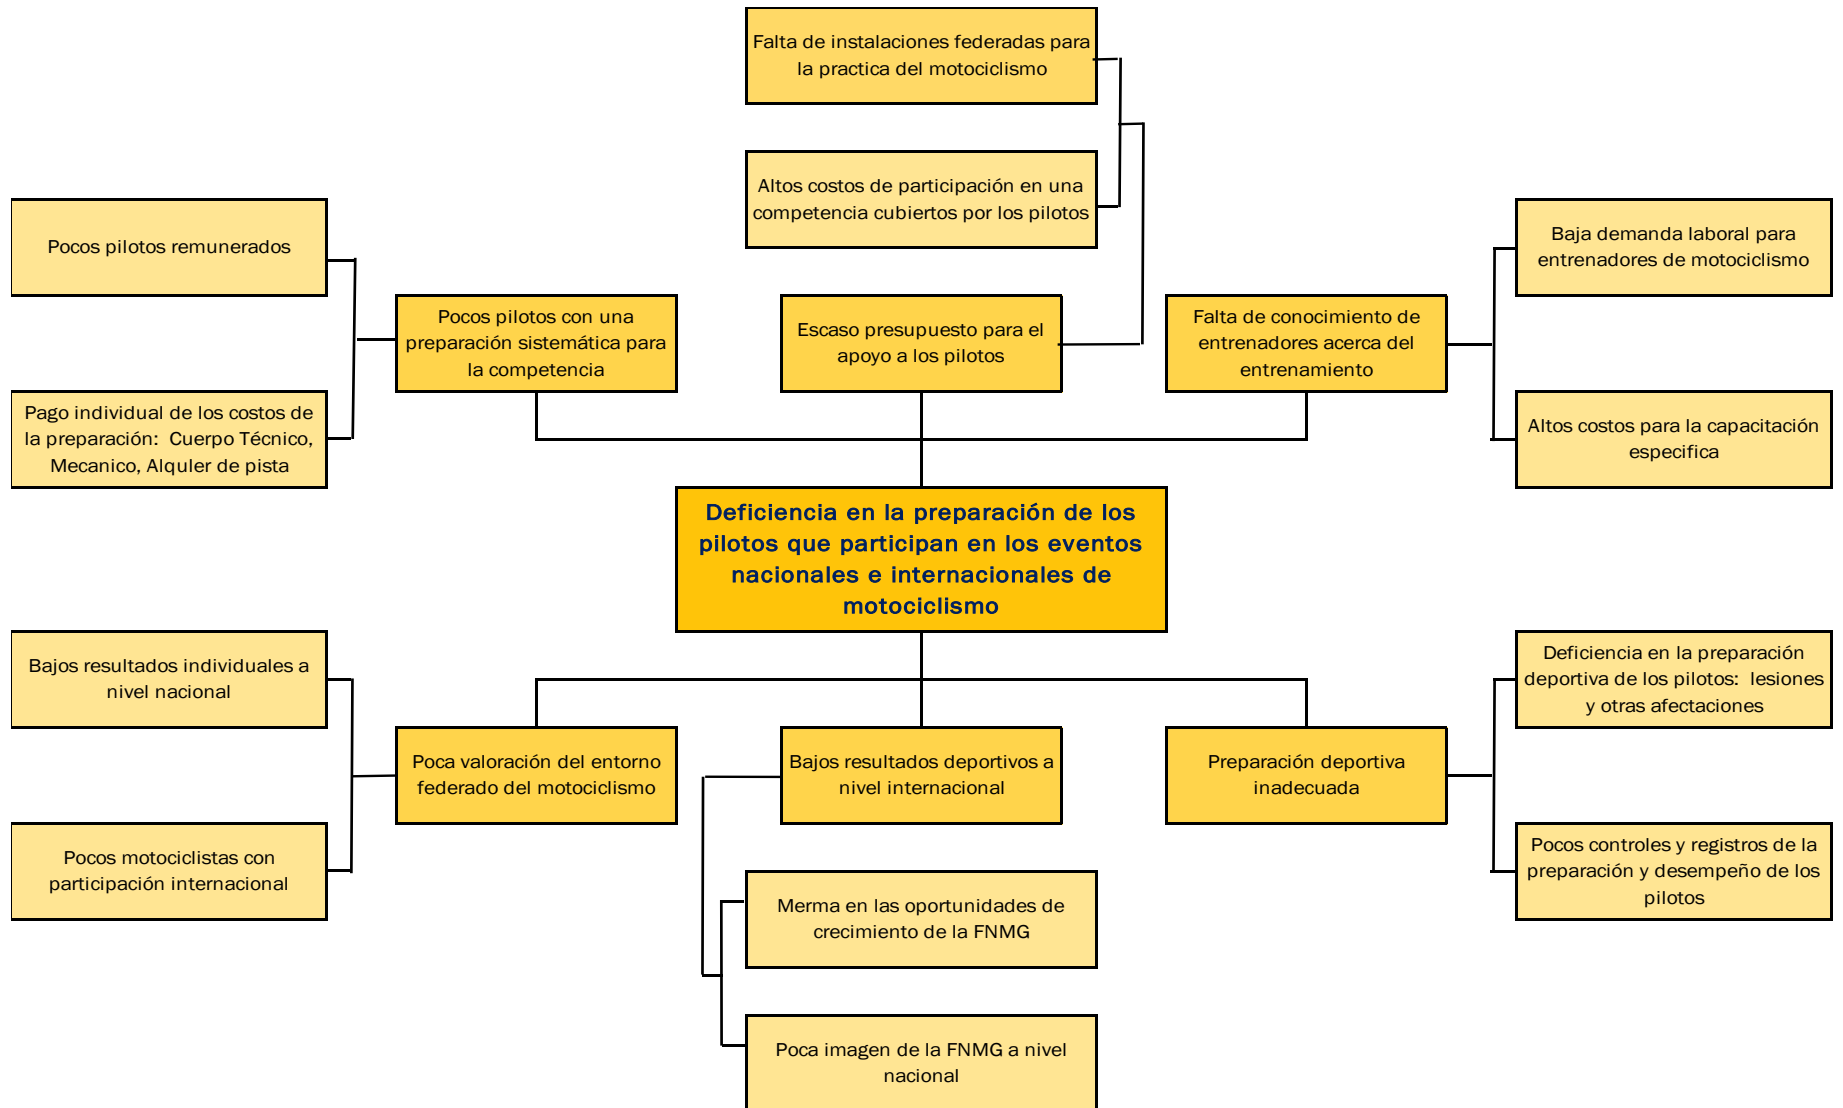 Falta de instalaciones federadas para
la practica del motociclismo
Altos costos de participación en una
competencia cubiertos por los pilotos
Pocos pilotos remunerados
Baja demanda laboral para
entrenadores de motociclismo
Pocos pilotos con una
preparación sistemática para
la competencia
Escaso presupuesto para el
apoyo a los pilotos
Falta de conocimiento de
entrenadores acerca del
entrenamiento
Pago individual de los costos de
la preparación: Cuerpo Técnico,
Mecanico, Alquler de pista
Altos costos para la capacitación
especifica
Deficiencia en la preparación de los
pilotos que participan en los eventos
nacionales e internacionales de
motociclismo
Bajos resultados individuales a
nivel nacional
Deficiencia en la preparación
deportiva de los pilotos: lesiones
y otras afectaciones
Poca valoración del entorno
federado del motociclismo
Bajos resultados deportivos a
nivel internacional
Preparación deportiva
inadecuada
Pocos motociclistas con
participación internacional
Pocos controles y registros de la
preparación y desempeño de los
pilotos
Merma en las oportunidades de
crecimiento de la FNMG
Poca imagen de la FNMG a nivel
nacional